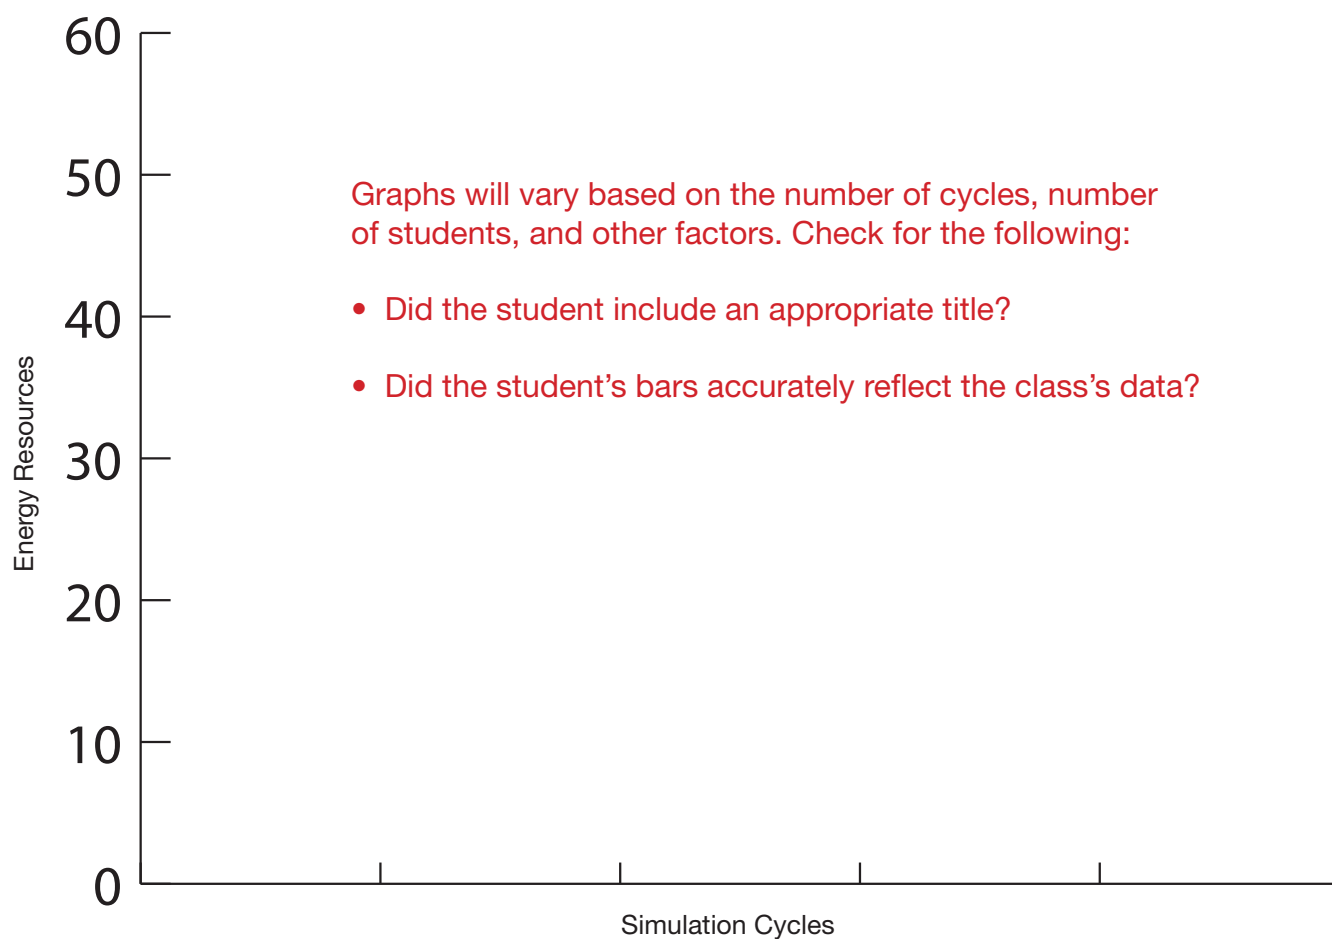 60
50
Graphs will vary based on the number of cycles, number
of students, and other factors. Check for the following:
40
• Did the student include an appropriate title?
• Did the student’s bars accurately reflect the class’s data?
Energy Resources
30
20
10
0
Simulation Cycles